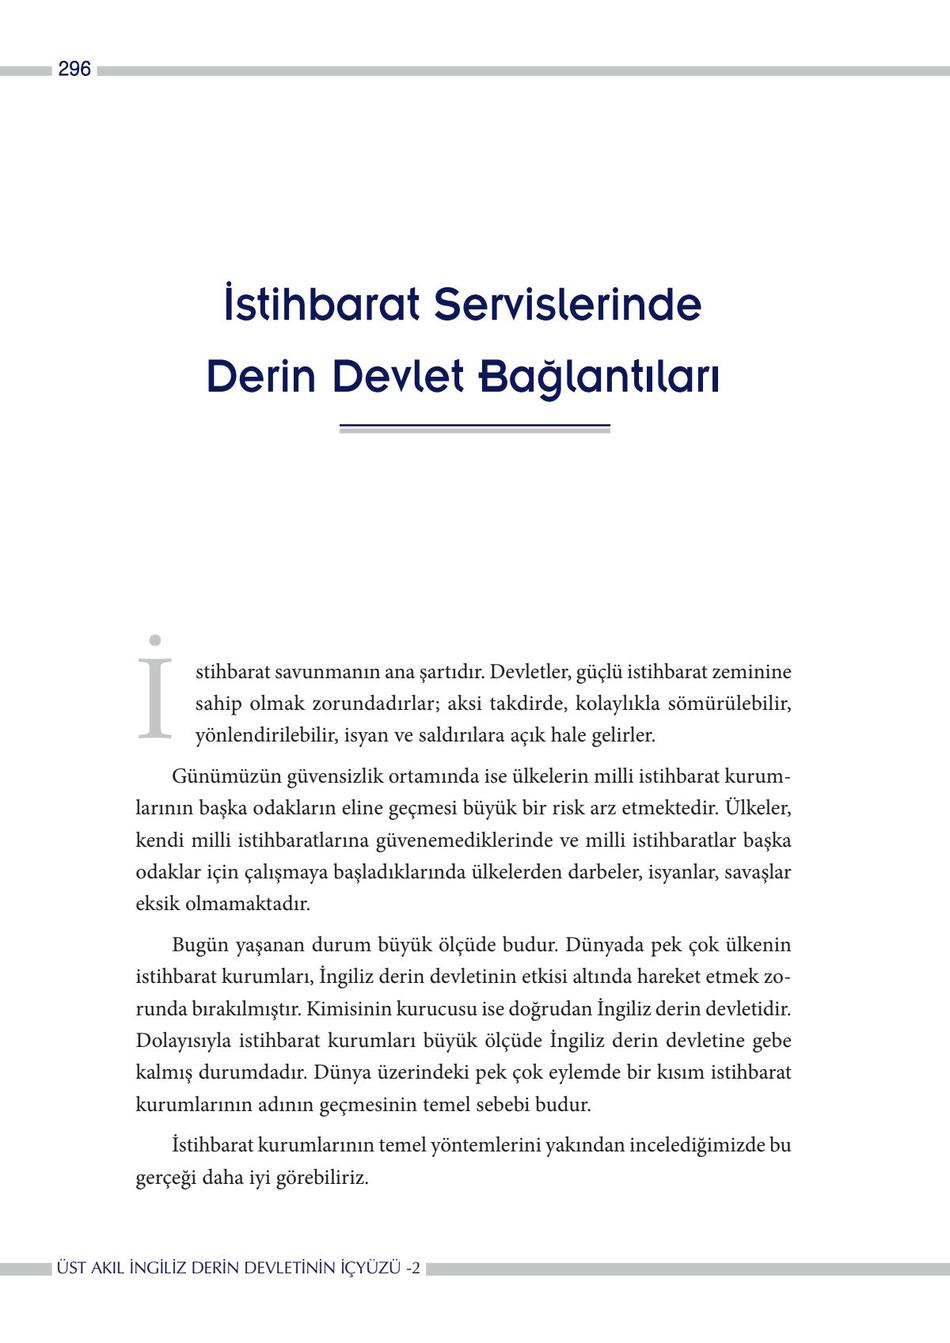 296
İstihbarat Servislerinde
Derin Devlet Bağlantıları
İstihbarat savunmanın ana şartıdır. Devletler, güçlü istihbarat zeminine
sahip olmak zorundadırlar; aksi takdirde, kolaylıkla sömürülebilir,
yönlendirilebilir, isyan ve saldırılara açık hale gelirler.
Günümüzün güvensizlik ortamında ise ülkelerin milli istihbarat kurum-
larının başka odakların eline geçmesi büyük bir risk arz etmektedir. Ülkeler,
kendi milli istihbaratlarına güvenemediklerinde ve milli istihbaratlar başka
odaklar için çalışmaya başladıklarında ülkelerden darbeler, isyanlar, savaşlar
eksik olmamaktadır.
Bugün yaşanan durum büyük ölçüde budur. Dünyada pek çok ülkenin
istihbarat kurumları, İngiliz derin devletinin etkisi altında hareket etmek zo-
runda bırakılmıştır. Kimisinin kurucusu ise doğrudan İngiliz derin devletidir.
Dolayısıyla istihbarat kurumları büyük ölçüde İngiliz derin devletine gebe
kalmış durumdadır. Dünya üzerindeki pek çok eylemde bir kısım istihbarat
kurumlarının adının geçmesinin temel sebebi budur.
İstihbarat kurumlarının temel yöntemlerini yakından incelediğimizde bu
gerçeği daha iyi görebiliriz.
ÜST AKIL İNGİLİZ DERİN DEVLETİNİN İÇYÜZÜ -2